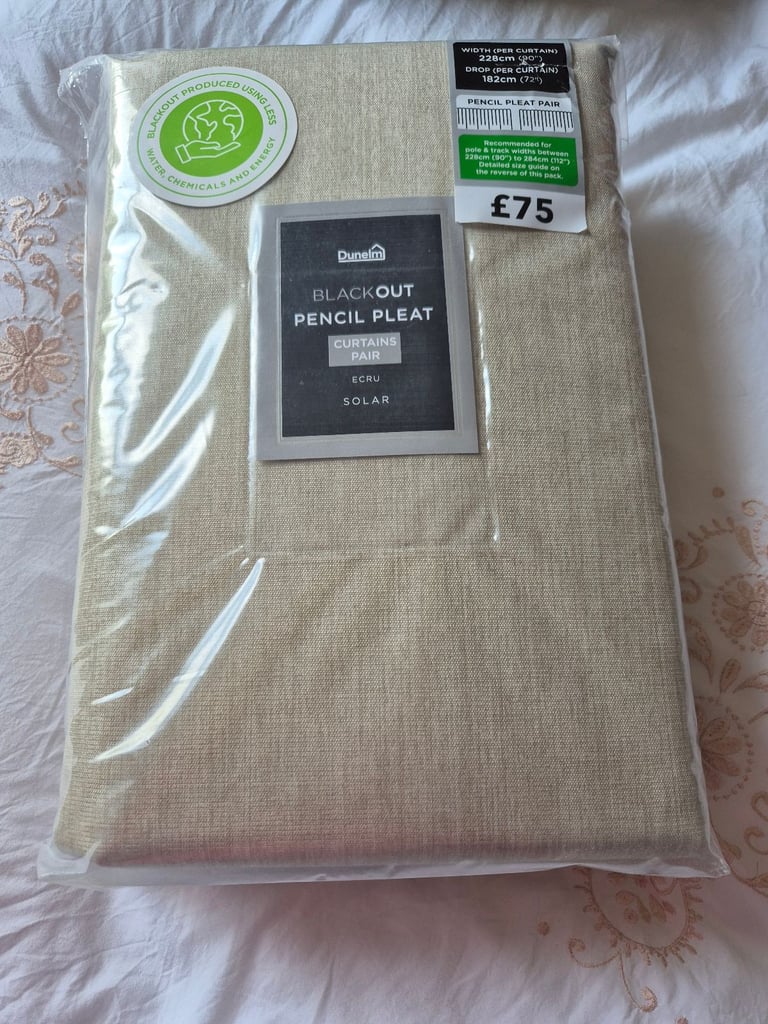 BLACKOUT PRODUCED USING LESS
WATER, CHEMICALS AND ENERGY
WIDTH (PER CURTAIN)
228cm (90")
DROP (PER CURTAIN)
182cm (72")
PENCIL PLEAT PAIR
Recommended for
pole & track widths between
228cm (90") to 284cm (112")
Detailed size guide on
the reverse of this pack.
£75
Dunelm
BLACKOUT
PENCIL PLEAT
CURTAINS
PAIR
ECRU
SOLAR